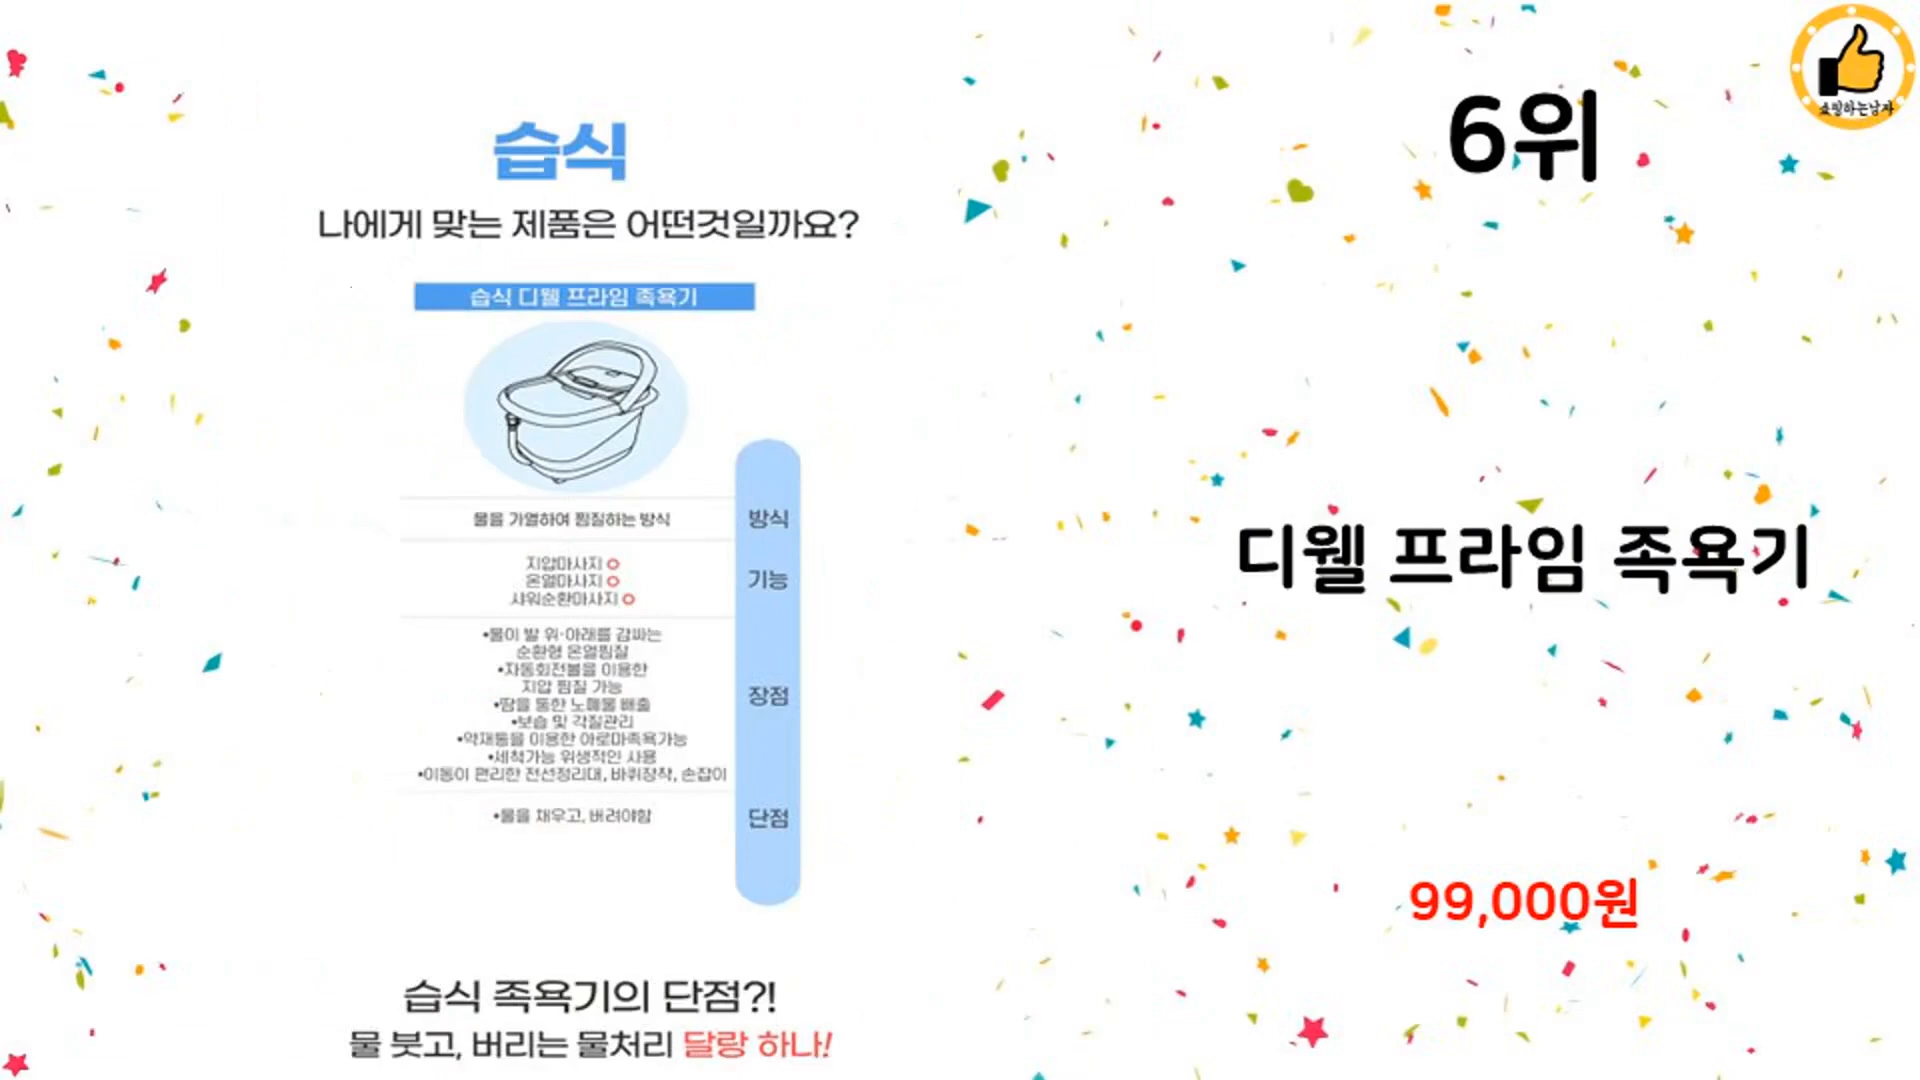 습식
나에게 맞는 제품은 어떤것일까요?
습식 디웰 프라임 족욕기
물을 가열하여 찜질하는 방식
방식
지압마사지 O
온열마사지 O
샤워순환마사지 O
기능
•물이 발 위·아래를 감싸는
순환형 온열찜질
•자동회전볼을 이용한
지압 찜질 가능
•땀을 통한 노폐물 배출
•보습 및 각질관리
•약재통을 이용한 아로마족욕가능
•세척가능 위생적인 사용
•이동이 편리한 전선정리대, 바퀴장착, 손잡이
장점
•물을 채우고, 버려야함
단점
습식 족욕기의 단점?!
물 붓고, 버리는 물처리 달랑 하나!
6위
쇼핑하는남자
디웰 프라임 족욕기
99,000원